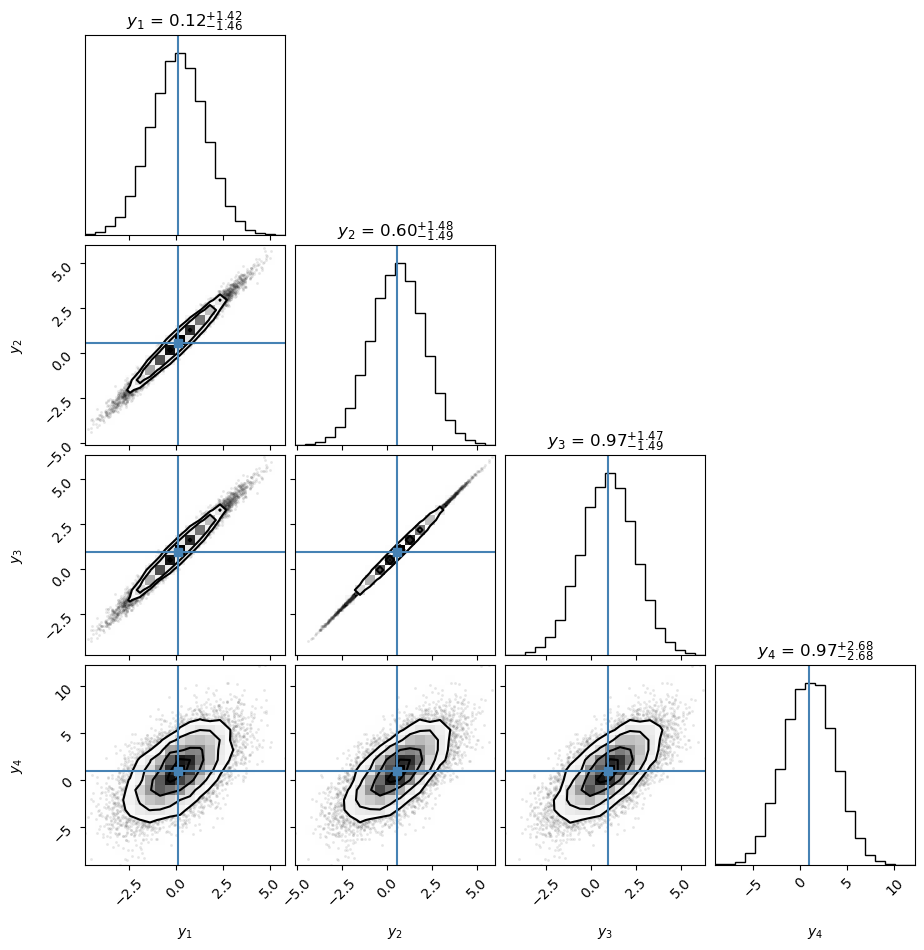 y₁ = 0.12+1.42−1.46
y₂ = 0.60+1.48−1.49
5.0
2.5
0.0
−2.5
−5.0
y₂
y₃ = 0.97+1.47−1.49
5.0
2.5
0.0
−2.5
−5.0
y₃
y₄ = 0.97+2.68−2.68
10
5
0
−5
y₄
−2.5 0.0 2.5 5.0
−5.0 −2.5 0.0 2.5 5.0
−2.5 0.0 2.5 5.0
−5 0 5 10
y₁ y₂ y₃ y₄